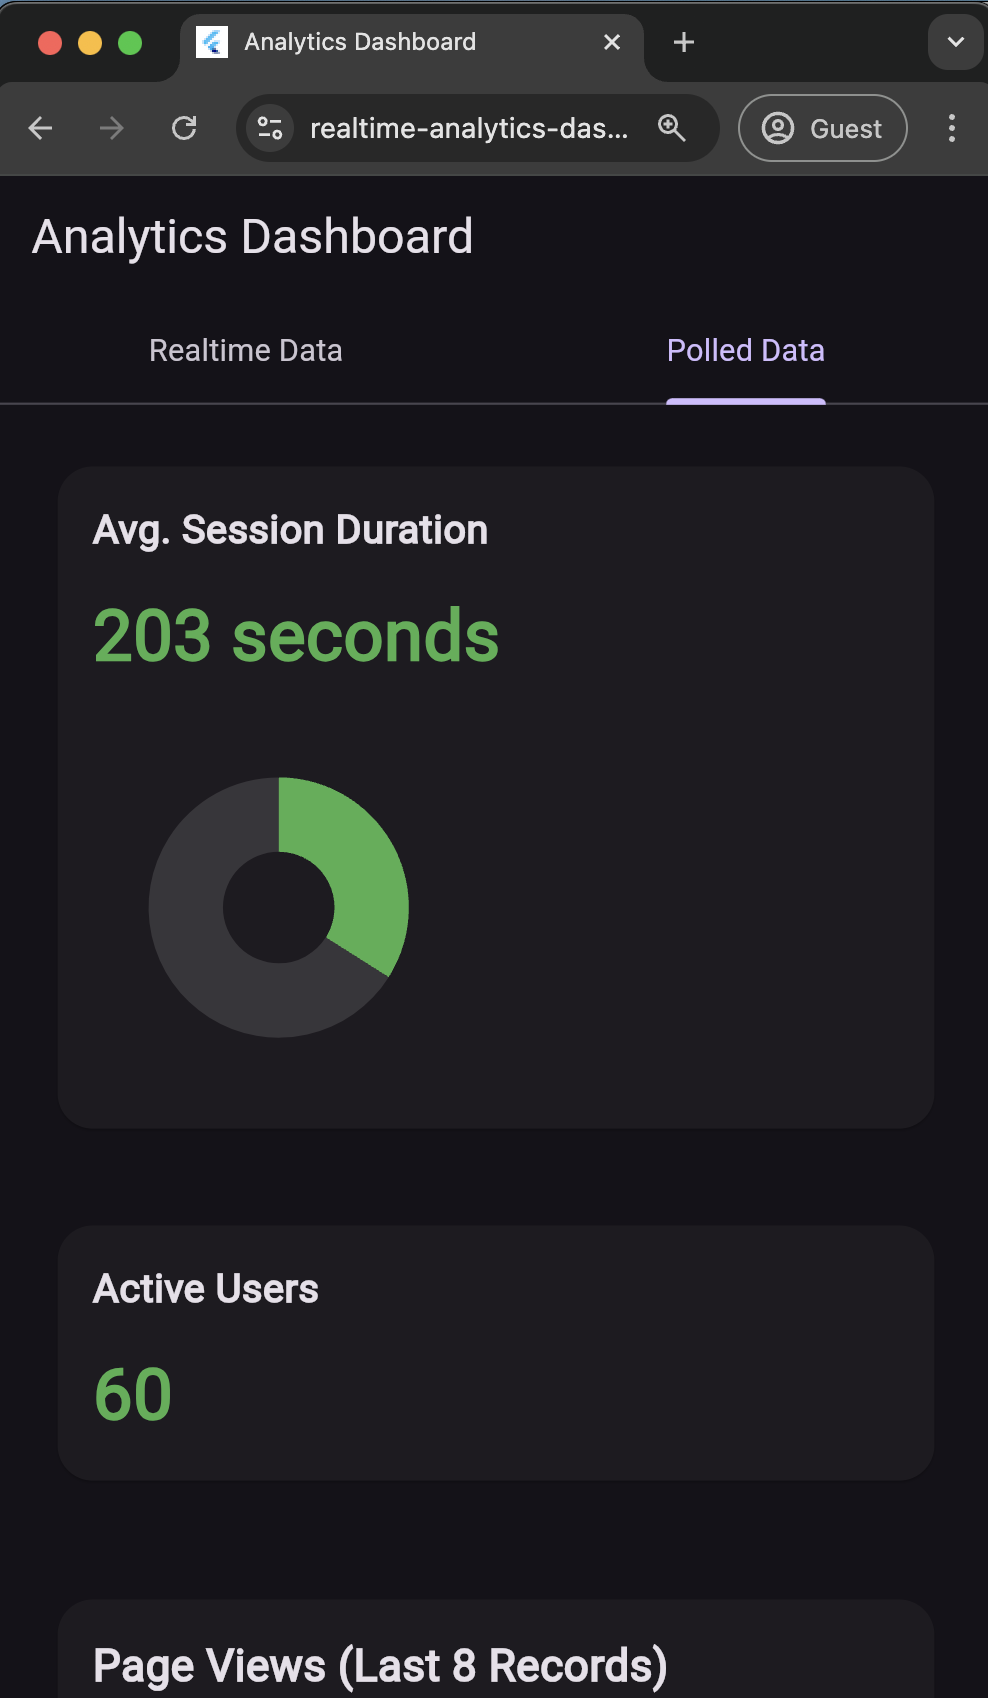 Analytics Dashboard
realtime-analytics-das...
Guest
Analytics Dashboard
Realtime Data
Polled Data
Avg. Session Duration
203 seconds
Active Users
60
Page Views (Last 8 Records)